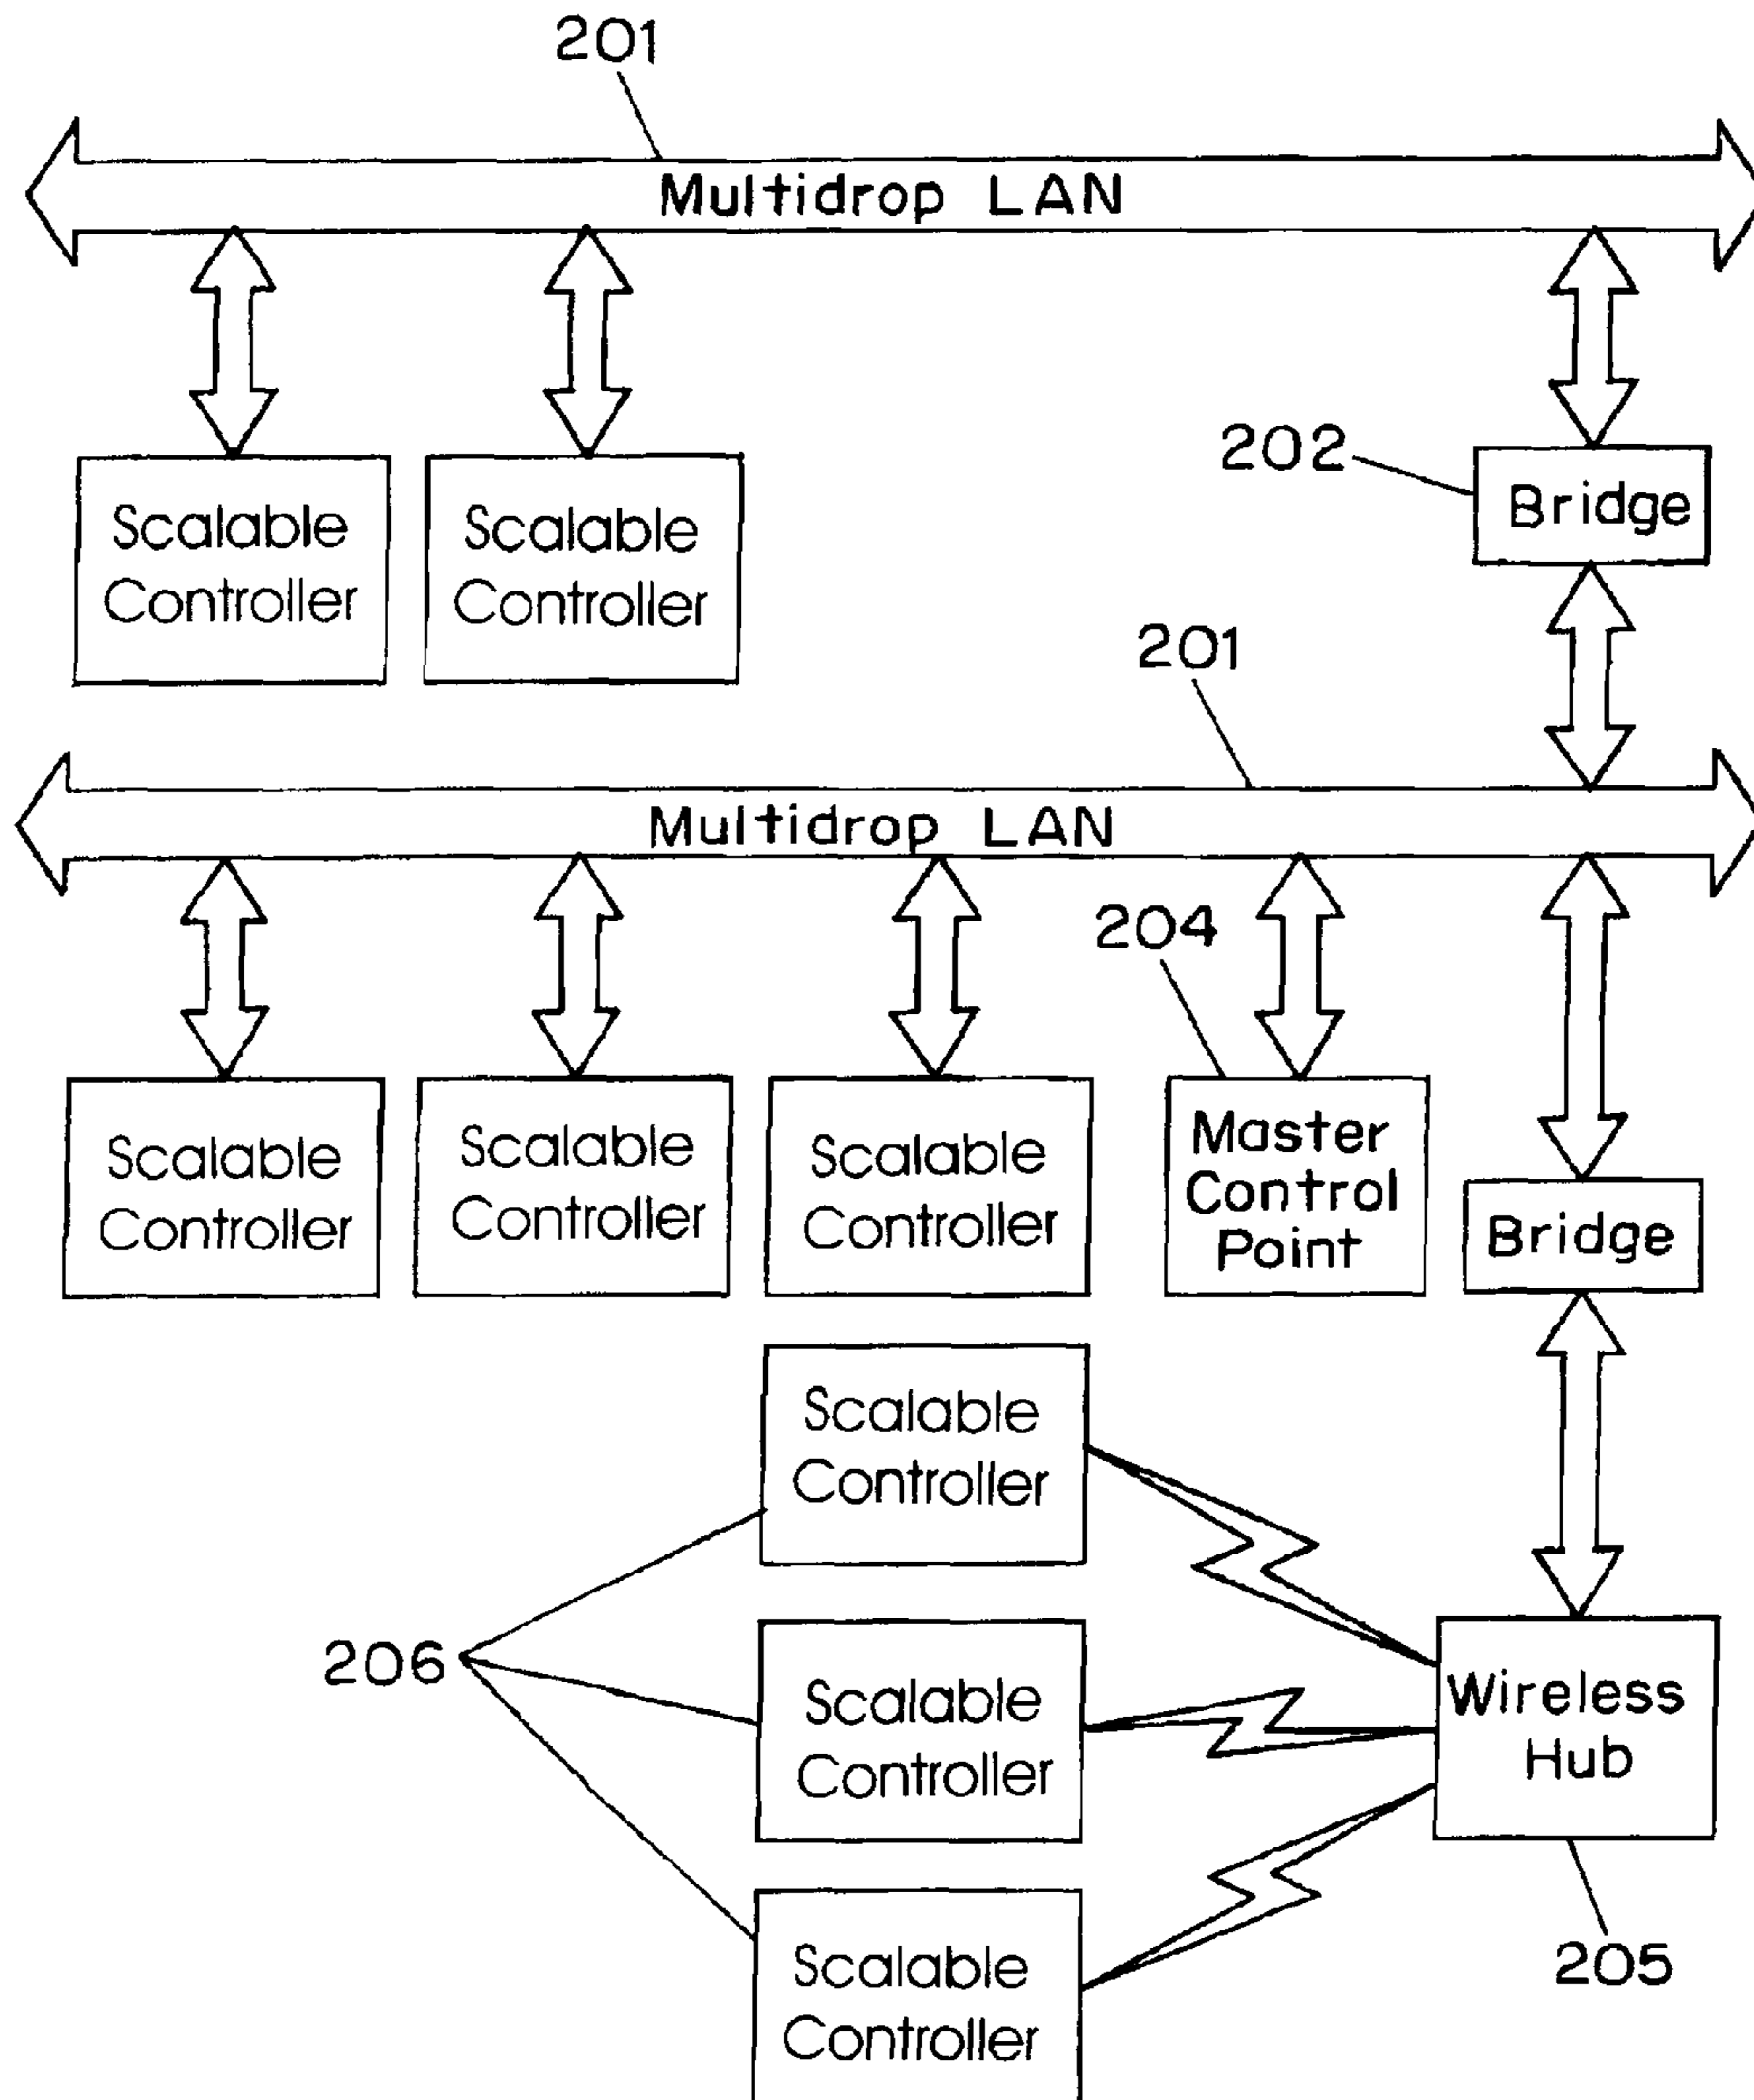 201
Multidrop LAN
Scalable
Controller
Scalable
Controller
202
Bridge
201
Multidrop LAN
204
Scalable
Controller
Scalable
Controller
Scalable
Controller
Master
Control
Point
Bridge
Scalable
Controller
206
Scalable
Controller
Wireless
Hub
Scalable
Controller
205